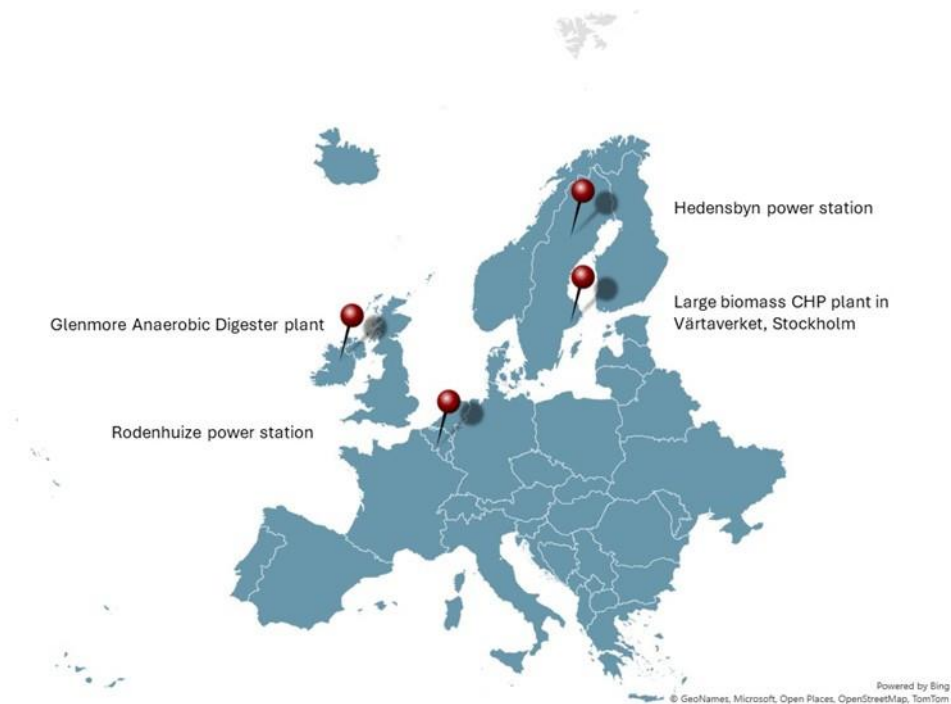 Hedensbyn power station
Large biomass CHP plant in
Värtaverket, Stockholm
Glenmore Anaerobic Digester plant
Rodenhuize power station
Powered by Bing
© GeoNames, Microsoft, Open Places, OpenStreetMap, TomTom